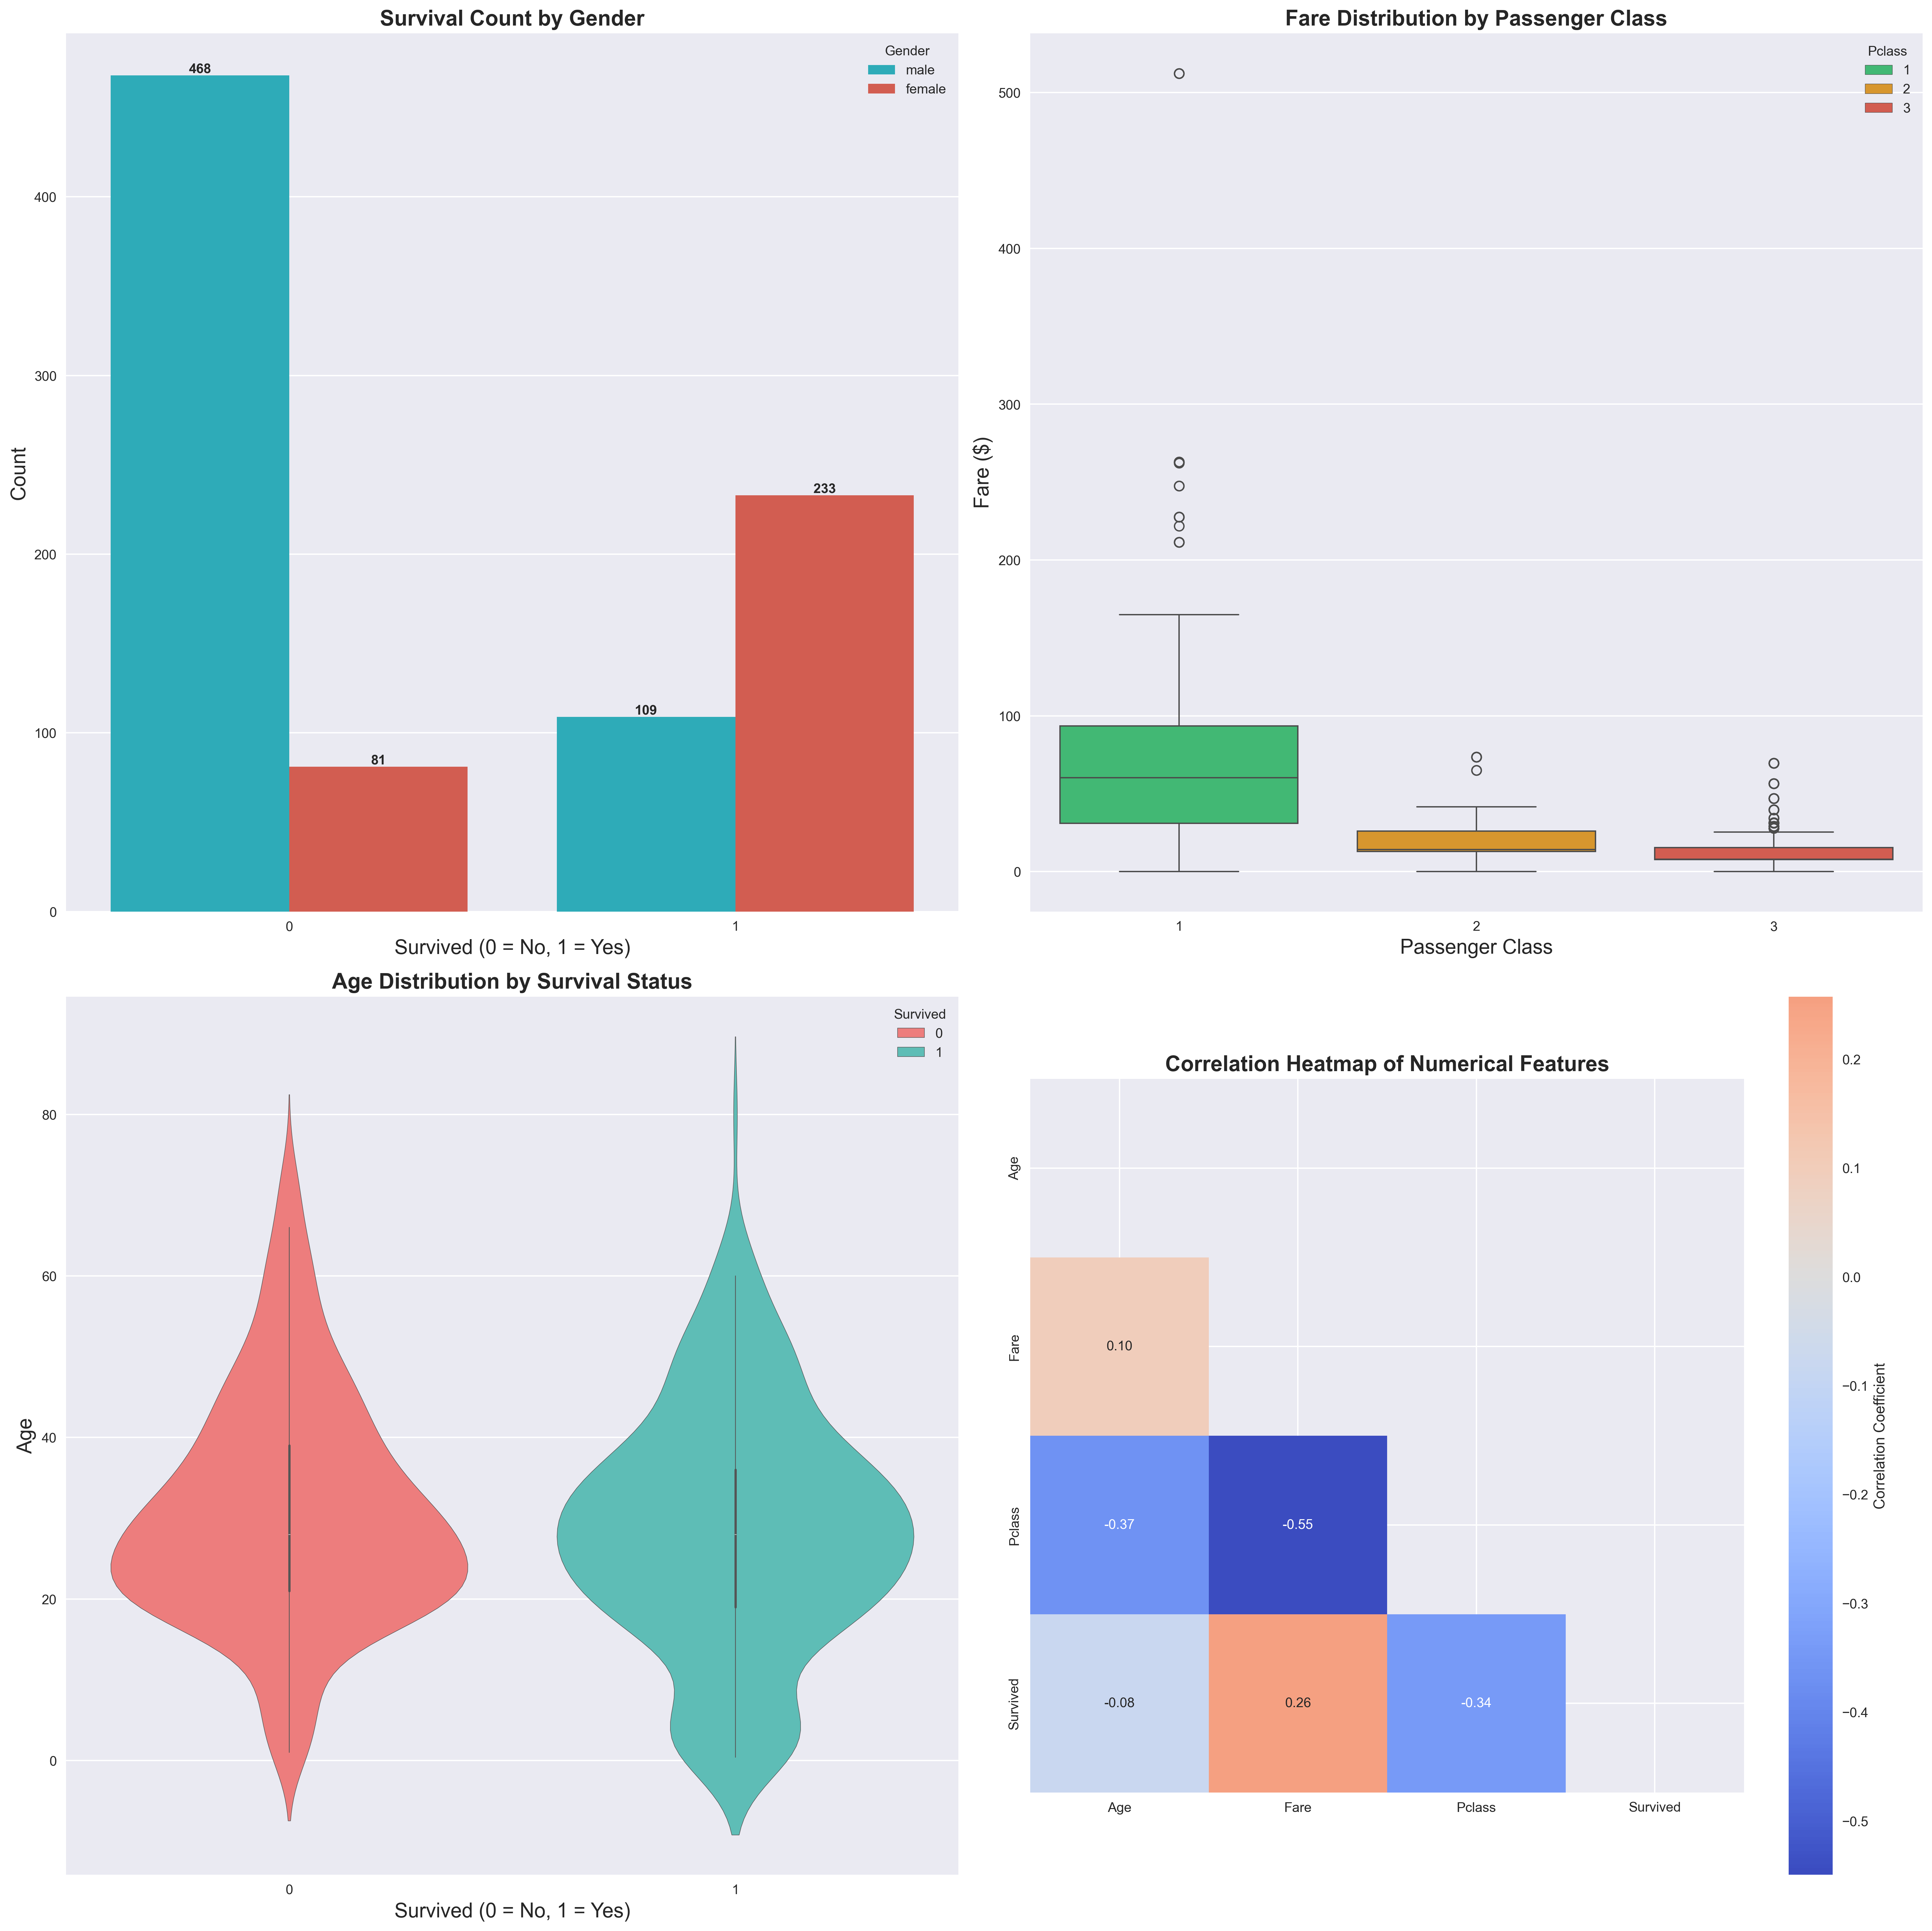 Survival Count by Gender
Gender
male
female
468
81
109
233
400
300
200
100
0
Count
0
1
Survived (0 = No, 1 = Yes)
Fare Distribution by Passenger Class
Pclass
1
2
3
500
400
300
200
100
0
Fare ($)
1
2
3
Passenger Class
Age Distribution by Survival Status
Survived
0
1
80
60
40
20
0
Age
0
1
Survived (0 = No, 1 = Yes)
Correlation Heatmap of Numerical Features
Age
Fare
Pclass
Survived
0.10
-0.37
-0.55
-0.08
0.26
-0.34
Age
Fare
Pclass
Survived
0.2
0.1
0.0
−0.1
−0.2
−0.3
−0.4
−0.5
Correlation Coefficient